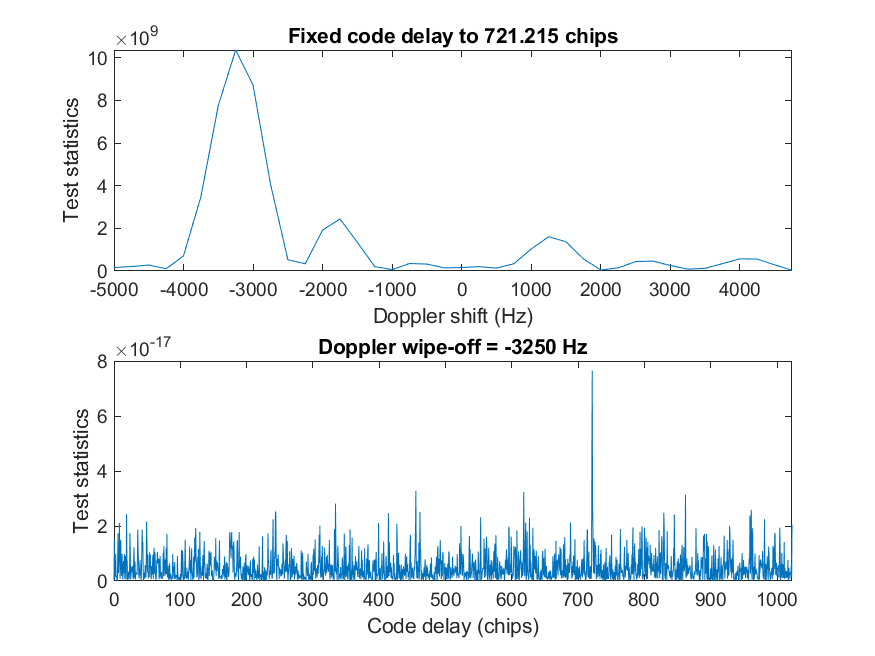 ×10^9
Fixed code delay to 721.215 chips
10
8
6
4
2
0
Test statistics
-5000 -4000 -3000 -2000 -1000 0 1000 2000 3000 4000
Doppler shift (Hz)
×10^-17
Doppler wipe-off = -3250 Hz
8
6
4
2
0
Test statistics
0 100 200 300 400 500 600 700 800 900 1000
Code delay (chips)